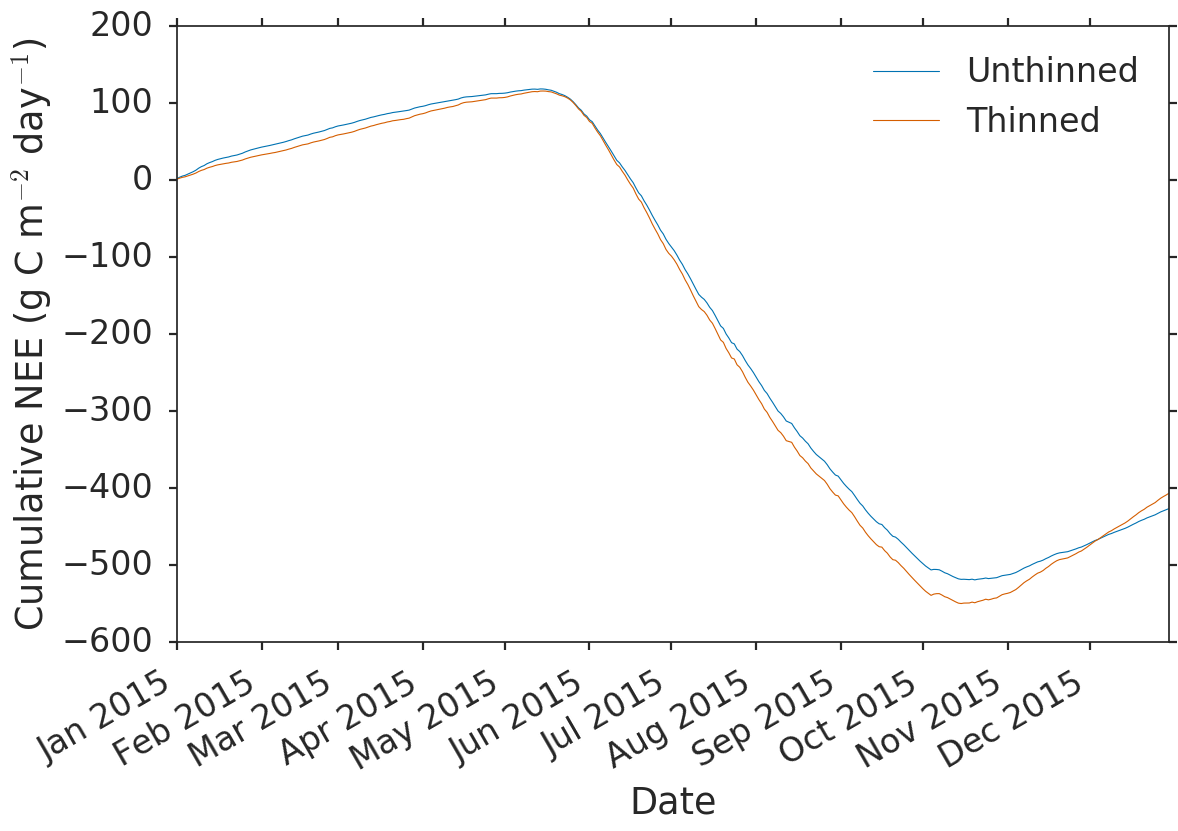 200
100
0
−100
−200
−300
−400
−500
−600
Cumulative NEE (g C m⁻² day⁻¹)
Unthinned
Thinned
Jan 2015
Feb 2015
Mar 2015
Apr 2015
May 2015
Jun 2015
Jul 2015
Aug 2015
Sep 2015
Oct 2015
Nov 2015
Dec 2015
Date